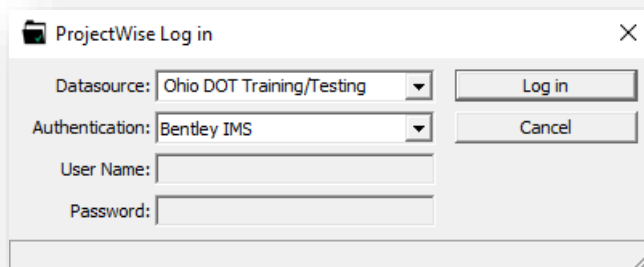 ProjectWise Log in
Datasource: Ohio DOT Training/Testing Log in
Authentication: Bentley IMS Cancel
User Name:
Password: